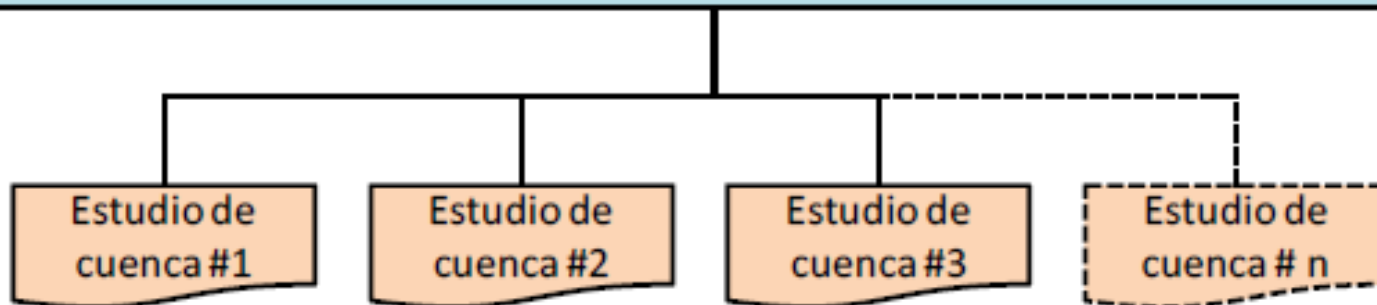 Estudio de
cuenca #1
Estudio de
cuenca #2
Estudio de
cuenca #3
Estudio de
cuenca # n